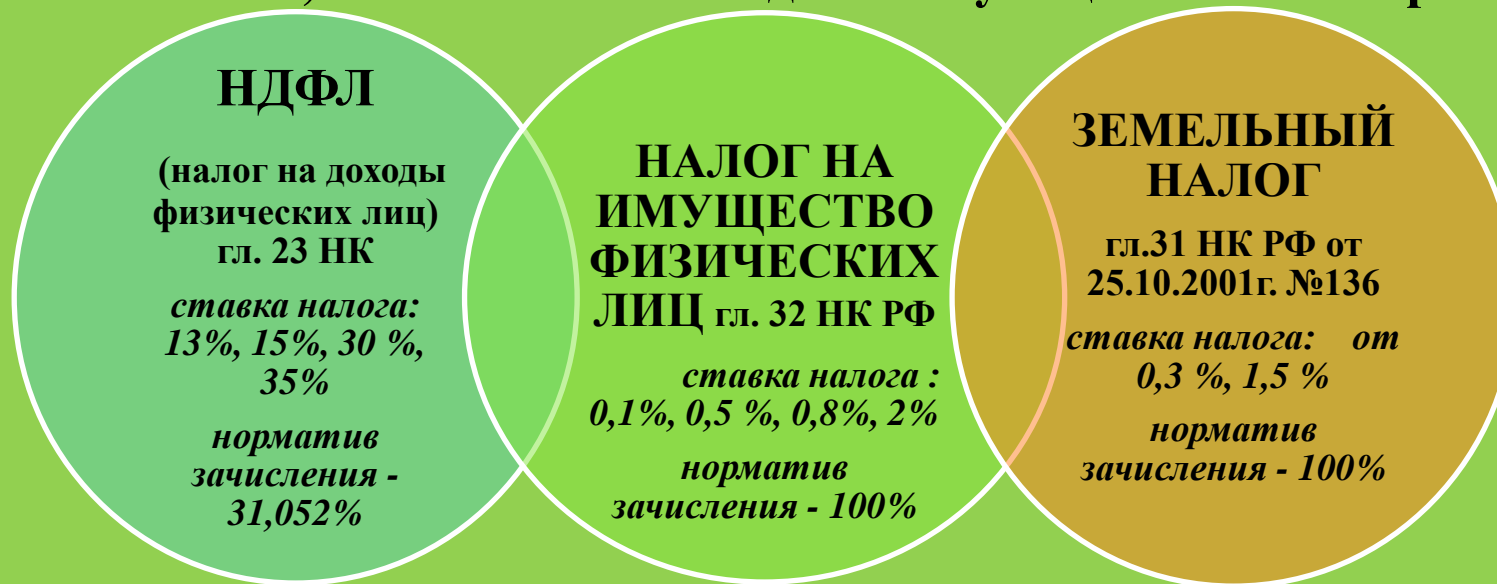 НДФЛ
(налог на доходы
физических лиц)
гл. 23 НК
ставка налога:
13%, 15%, 30 %,
35%
норматив
зачисления -
31,052%
НАЛОГ НА
ИМУЩЕСТВО
ФИЗИЧЕСКИХ
ЛИЦ гл. 32 НК РФ
ставка налога :
0,1%, 0,5 %, 0,8%, 2%
норматив
зачисления - 100%
ЗЕМЕЛЬНЫЙ
НАЛОГ
гл.31 НК РФ от
25.10.2001г. №136
ставка налога: от
0,3 %, 1,5 %
норматив
зачисления - 100%